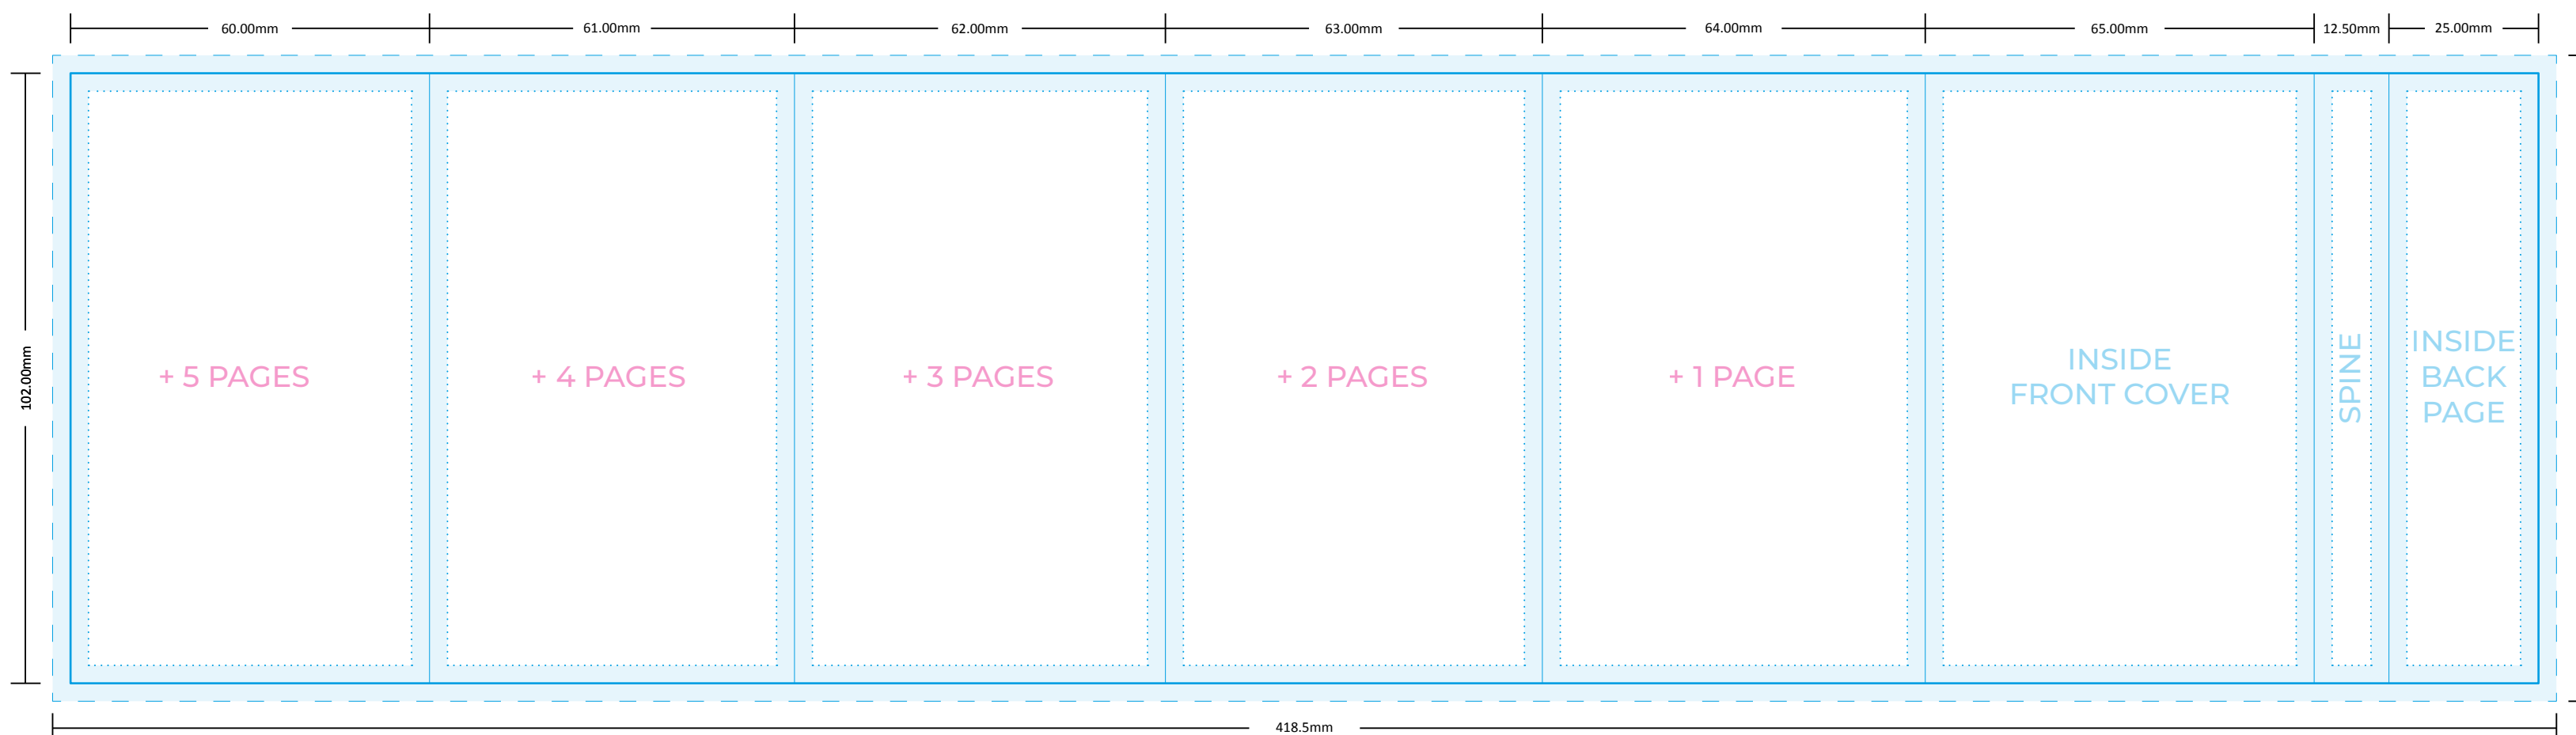 60.00mm
61.00mm
62.00mm
63.00mm
64.00mm
65.00mm
12.50mm
25.00mm
102.00mm
+ 5 PAGES
+ 4 PAGES
+ 3 PAGES
+ 2 PAGES
+ 1 PAGE
INSIDE
FRONT COVER
SPINE
INSIDE
BACK
PAGE
418.5mm